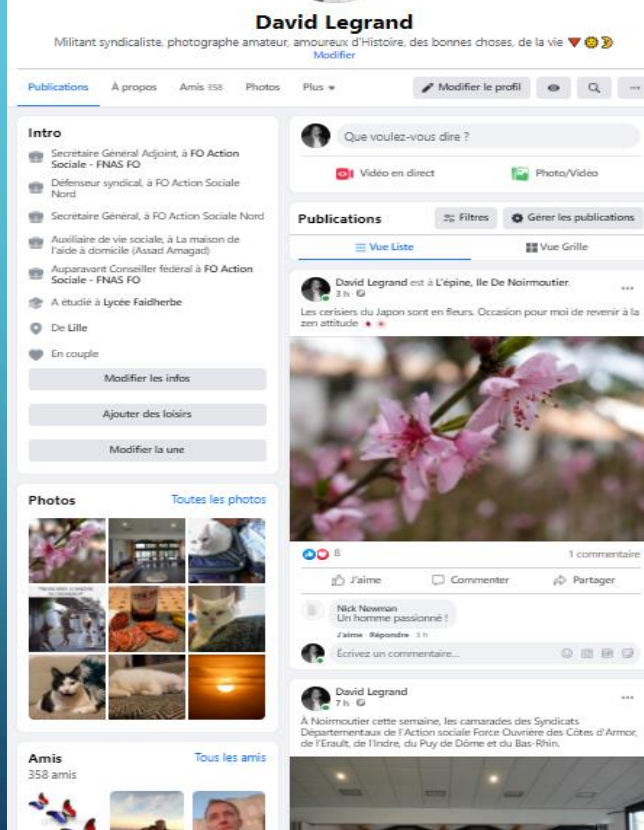 David Legrand
Militant syndicaliste, photographe amateur, amoureux d'Histoire, des bonnes choses, de la vie
Modifier
Publications À propos Amis 358 Photos Plus
Modifier le profil
Intro
Secrétaire Général Adjoint, à FO Action
Sociale - FNAS FO
Défenseur syndical, à FO Action Sociale
Nord
Secrétaire Général, à FO Action Sociale Nord
Auxiliaire de vie sociale, à La maison de
l'aide à domicile (Assad Amagad)
Auparavant Conseiller fédéral à FO Action
Sociale - FNAS FO
A étudié à Lycée Faidherbe
De Lille
En couple
Modifier les infos
Ajouter des loisirs
Modifier la une
Photos Toutes les photos
Amis Tous les amis
358 amis
Que voulez-vous dire ?
Vidéo en direct Photo/Vidéo
Publications Filtres Gérer les publications
Vue Liste Vue Grille
David Legrand est à L'épine, Ile De Noirmoutier.
3 h
Les cerisiers du Japon sont en fleurs. Occasion pour moi de revenir à la
zen attitude
8 1 commentaire
J'aime Commenter Partager
Nick Newman
Un homme passionné !
J'aime · Répondre · 3 h
Écrivez un commentaire...
David Legrand
7 h
À Noirmoutier cette semaine, les camarades des Syndicats
Départementaux de l'Action sociale Force Ouvrière des Côtes d'Armor,
de l'Erault, de l'Indre, du Puy de Dôme et du Bas-Rhin.